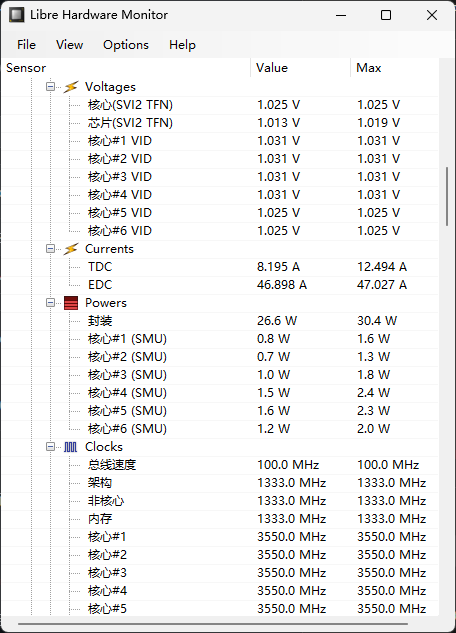 Libre Hardware Monitor
File View Options Help
Sensor Value Max
Voltages
核心(SVI2 TFN) 1.025 V 1.025 V
芯片(SVI2 TFN) 1.013 V 1.019 V
核心#1 VID 1.031 V 1.031 V
核心#2 VID 1.031 V 1.031 V
核心#3 VID 1.031 V 1.031 V
核心#4 VID 1.031 V 1.031 V
核心#5 VID 1.025 V 1.025 V
核心#6 VID 1.025 V 1.025 V
Currents
TDC 8.195 A 12.494 A
EDC 46.898 A 47.027 A
Powers
封装 26.6 W 30.4 W
核心#1 (SMU) 0.8 W 1.6 W
核心#2 (SMU) 0.7 W 1.3 W
核心#3 (SMU) 1.0 W 1.8 W
核心#4 (SMU) 1.5 W 2.4 W
核心#5 (SMU) 1.6 W 2.3 W
核心#6 (SMU) 1.2 W 2.0 W
Clocks
总线速度 100.0 MHz 100.0 MHz
架构 1333.0 MHz 1333.0 MHz
非核心 1333.0 MHz 1333.0 MHz
内存 1333.0 MHz 1333.0 MHz
核心#1 3550.0 MHz 3550.0 MHz
核心#2 3550.0 MHz 3550.0 MHz
核心#3 3550.0 MHz 3550.0 MHz
核心#4 3550.0 MHz 3550.0 MHz
核心#5 3550.0 MHz 3550.0 MHz